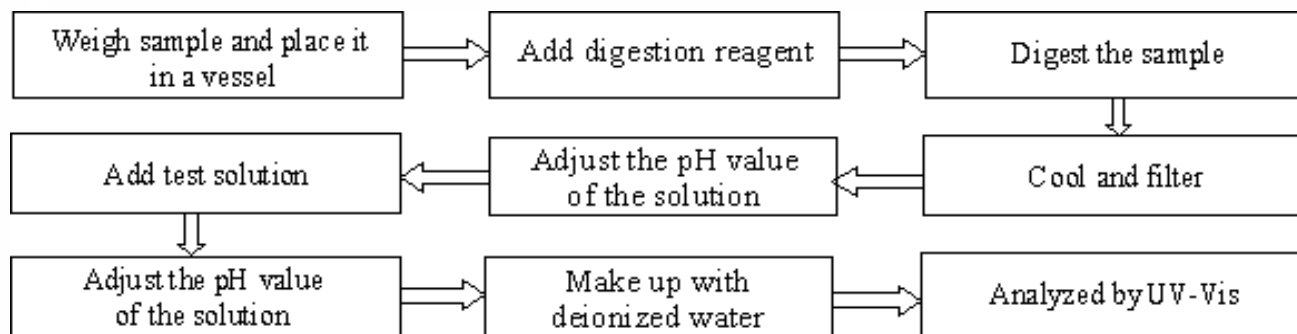 Weigh sample and place it
in a vessel
Add digestion reagent
Digest the sample
Cool and filter
Adjust the pH value
of the solution
Add test solution
Adjust the pH value
of the solution
Make up with
deionized water
Analyzed by UV-Vis